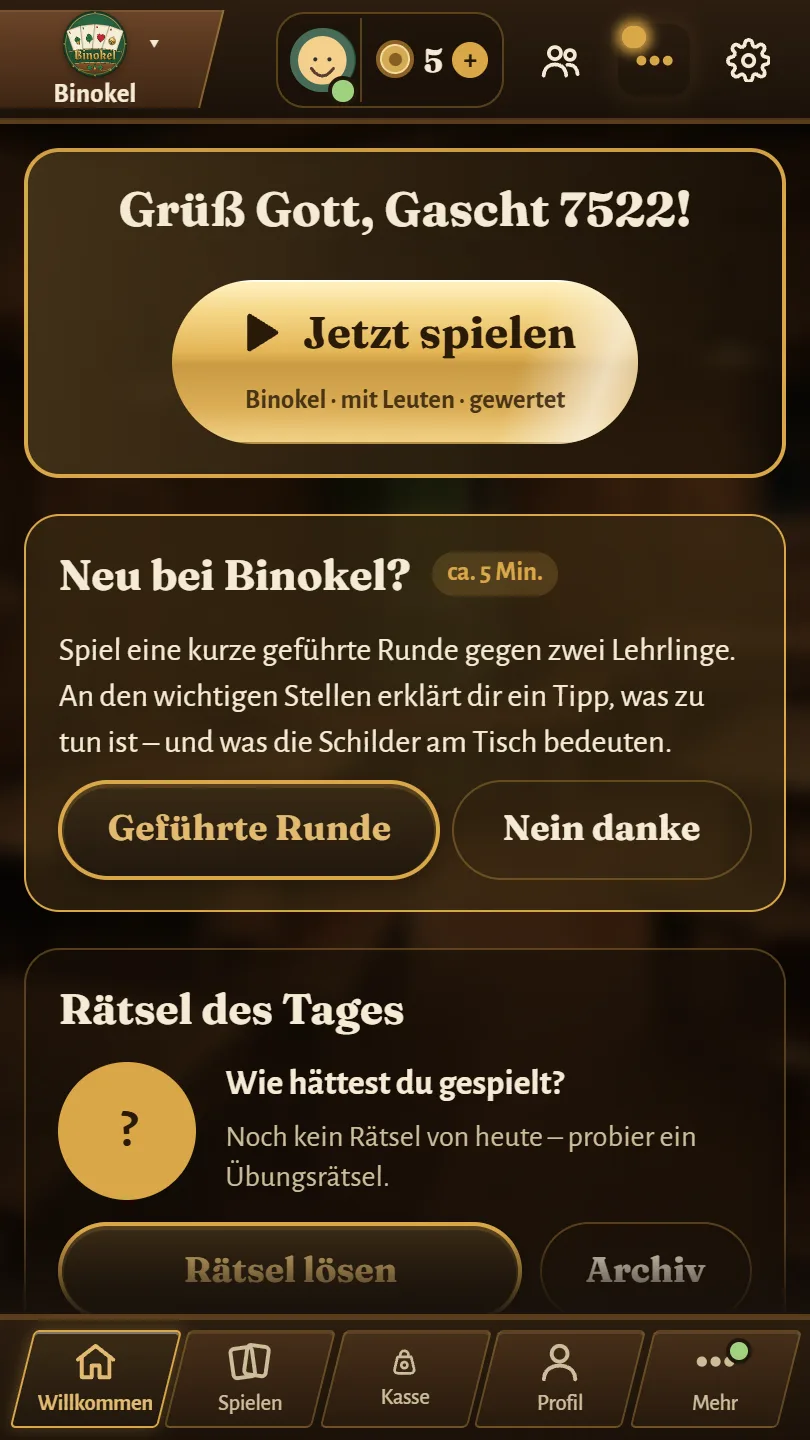 Binokel
Binokel
5
+
Grüß Gott, Gascht 7522!
Jetzt spielen
Binokel · mit Leuten · gewertet
Neu bei Binokel?
ca. 5 Min.
Spiel eine kurze geführte Runde gegen zwei Lehrlinge.
An den wichtigen Stellen erklärt dir ein Tipp, was zu
tun ist – und was die Schilder am Tisch bedeuten.
Geführte Runde
Nein danke
Rätsel des Tages
?
Wie hättest du gespielt?
Noch kein Rätsel von heute – probier ein
Übungsrätsel.
Rätsel lösen
Archiv
Willkommen
Spielen
Kasse
Profil
Mehr